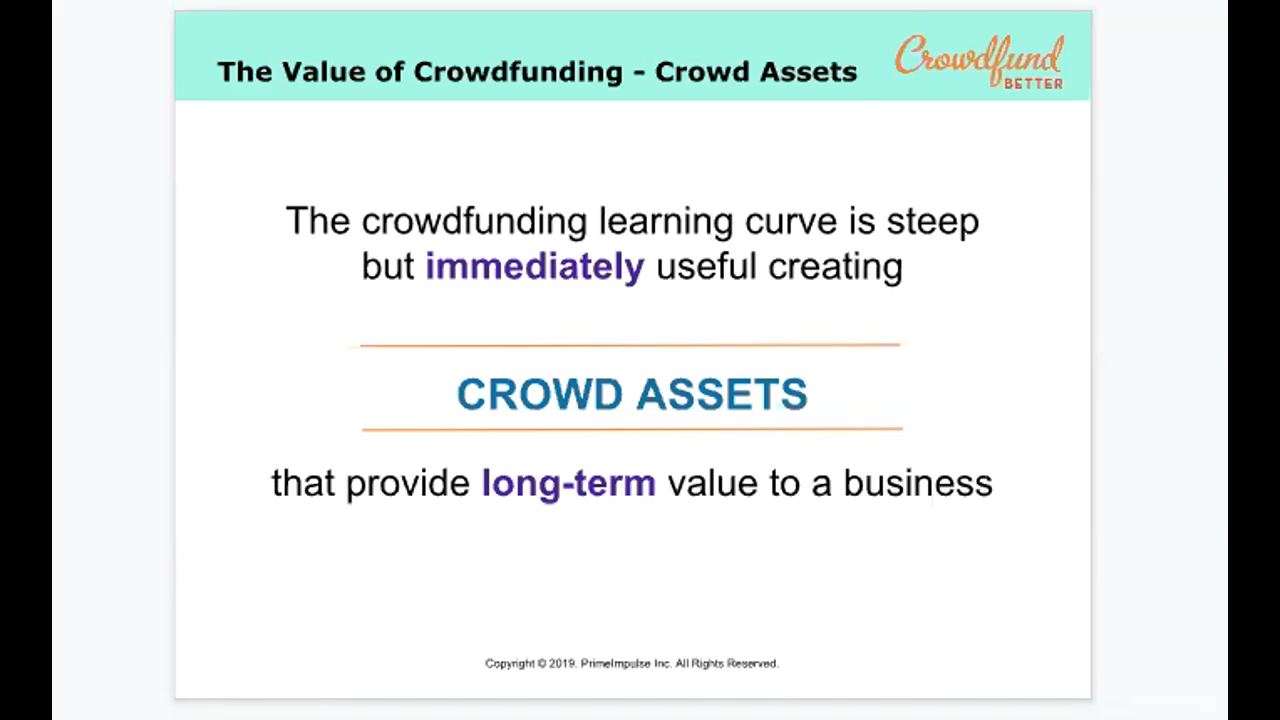 The Value of Crowdfunding - Crowd Assets
Crowdfund
BETTER
The crowdfunding learning curve is steep
but immediately useful creating
CROWD ASSETS
that provide long-term value to a business
Copyright © 2019. PrimeImpulse Inc. All Rights Reserved.